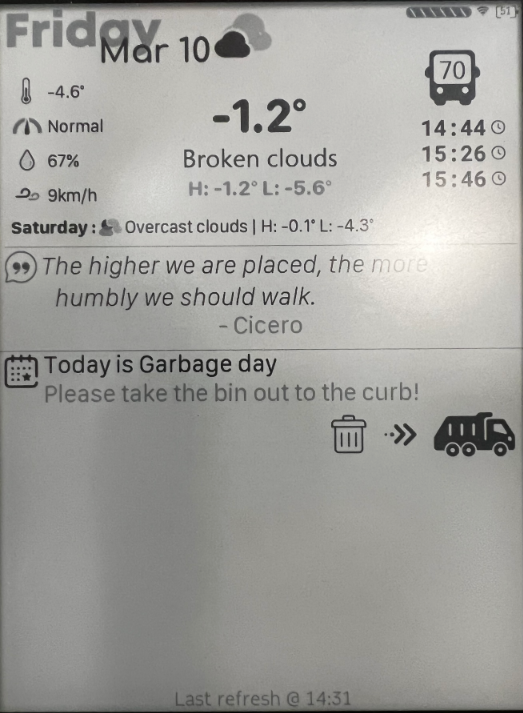 Friday
Mar 10
51
-4.6°
Normal
67%
9km/h
-1.2°
Broken clouds
H: -1.2° L: -5.6°
70
14:44
15:26
15:46
Saturday : Overcast clouds | H: -0.1° L: -4.3°
The higher we are placed, the more
humbly we should walk.
- Cicero
Today is Garbage day
Please take the bin out to the curb!
Last refresh @ 14:31